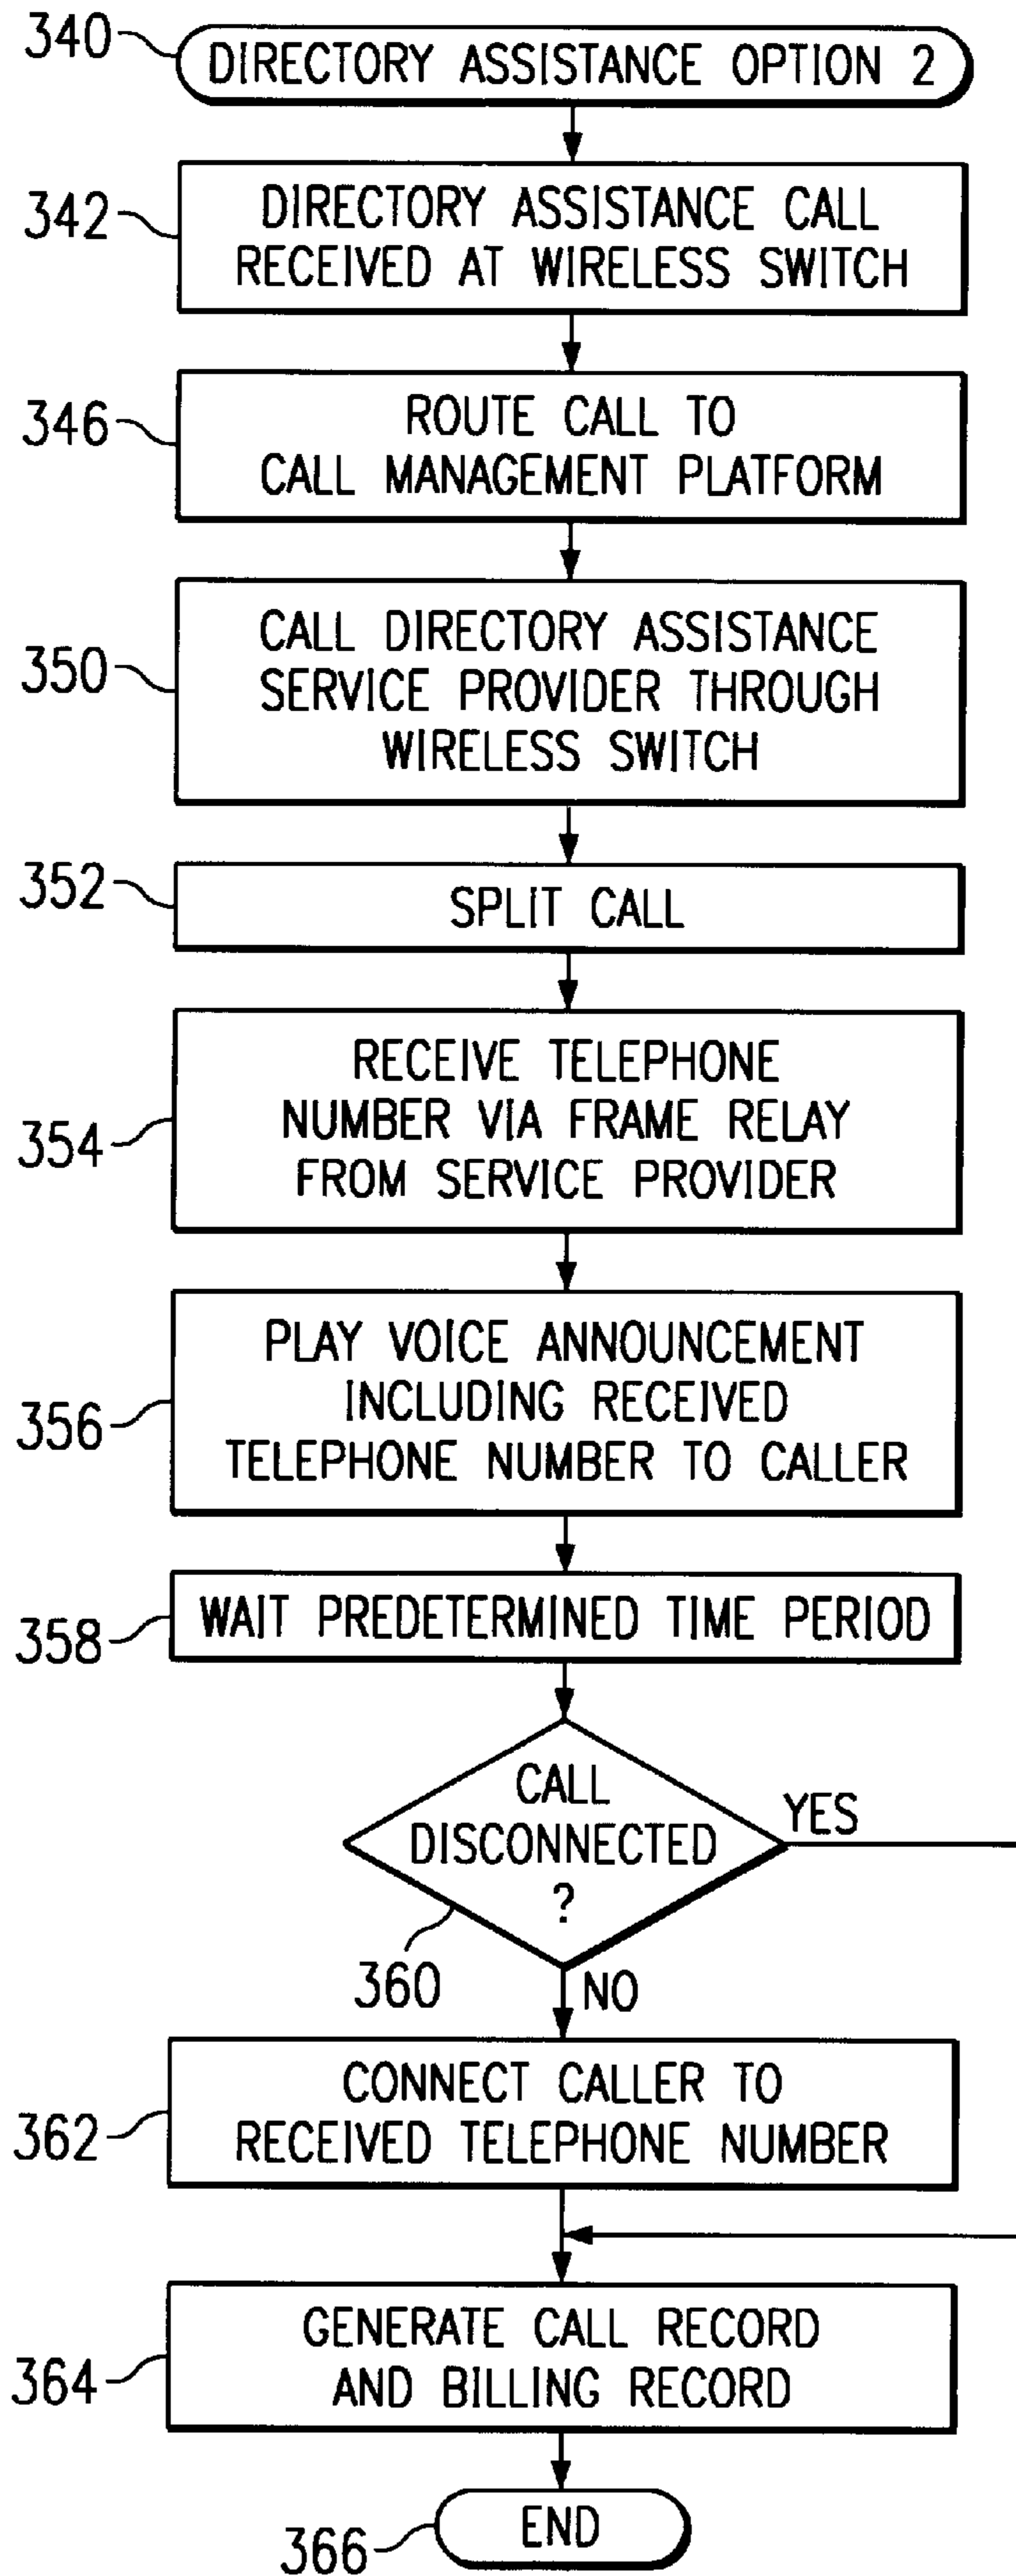 340
DIRECTORY ASSISTANCE OPTION 2
342
DIRECTORY ASSISTANCE CALL
RECEIVED AT WIRELESS SWITCH
346
ROUTE CALL TO
CALL MANAGEMENT PLATFORM
350
CALL DIRECTORY ASSISTANCE
SERVICE PROVIDER THROUGH
WIRELESS SWITCH
352
SPLIT CALL
354
RECEIVE TELEPHONE
NUMBER VIA FRAME RELAY
FROM SERVICE PROVIDER
356
PLAY VOICE ANNOUNCEMENT
INCLUDING RECEIVED
TELEPHONE NUMBER TO CALLER
358
WAIT PREDETERMINED TIME PERIOD
CALL
DISCONNECTED
?
YES
360
NO
362
CONNECT CALLER TO
RECEIVED TELEPHONE NUMBER
364
GENERATE CALL RECORD
AND BILLING RECORD
366
END